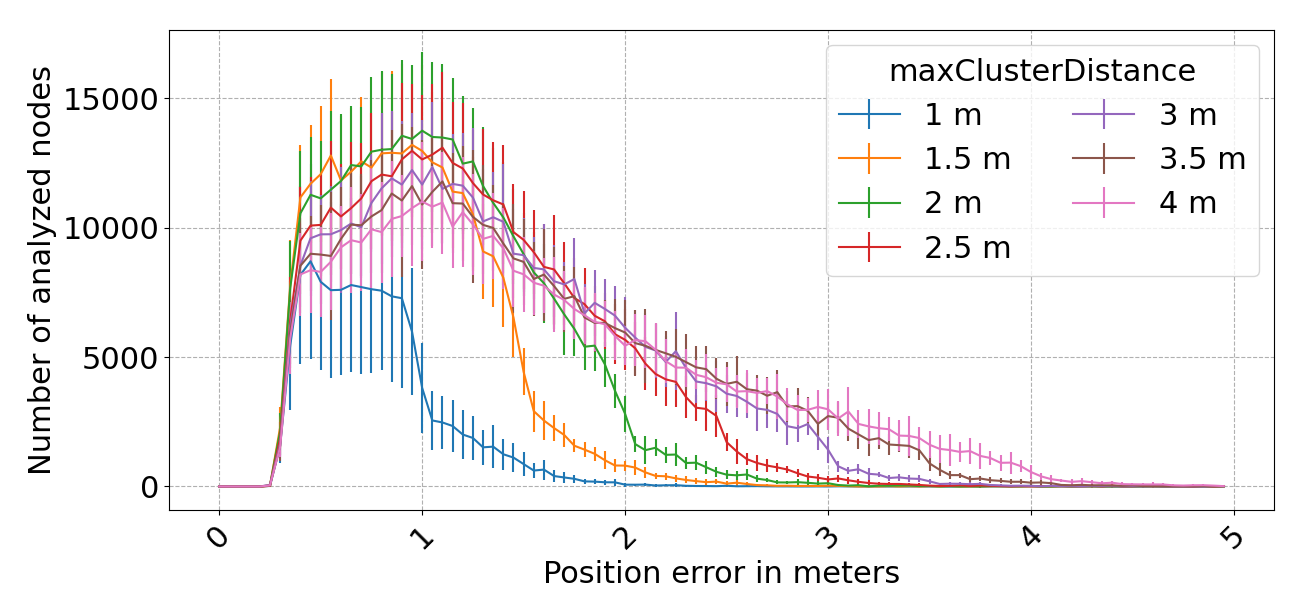 Number of analyzed nodes
15000
10000
5000
0
maxClusterDistance
1 m
1.5 m
2 m
2.5 m
3 m
3.5 m
4 m
0
1
2
3
4
5
Position error in meters